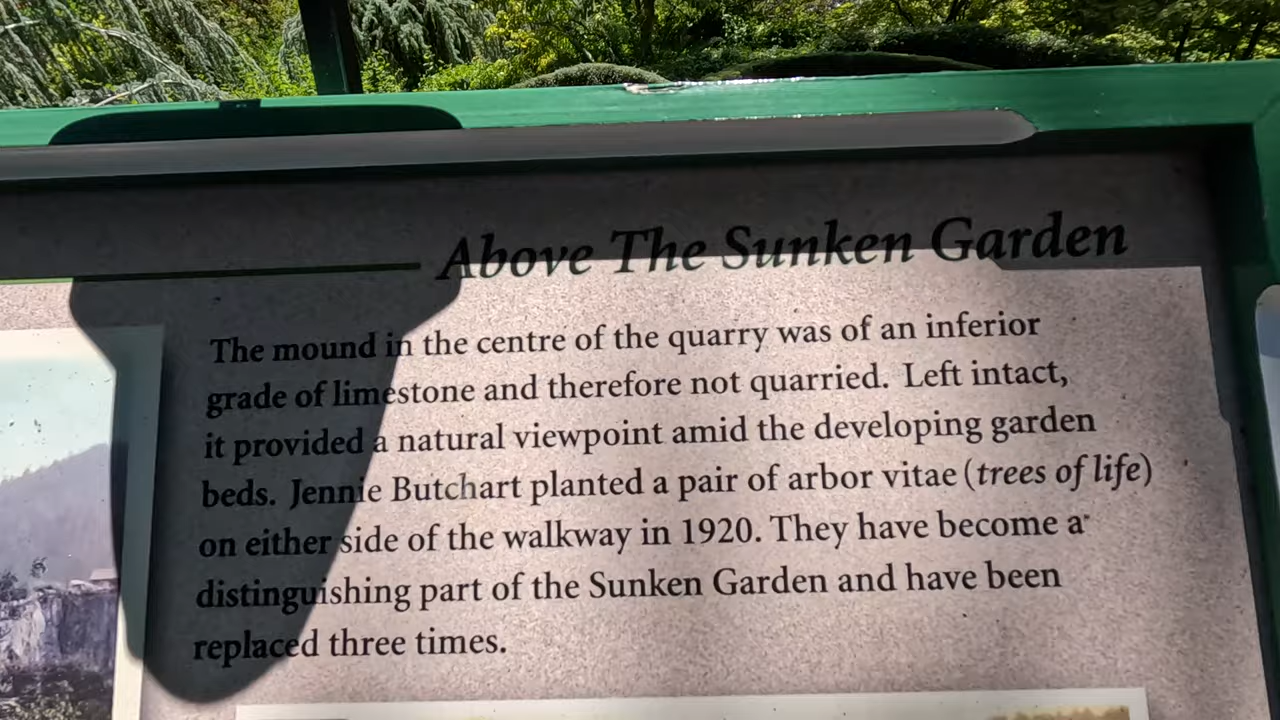 Above The Sunken Garden
The mound in the centre of the quarry was of an inferior
grade of limestone and therefore not quarried. Left intact,
it provided a natural viewpoint amid the developing garden
beds. Jennie Butchart planted a pair of arbor vitae (trees of life)
on either side of the walkway in 1920. They have become a
distinguishing part of the Sunken Garden and have been
replaced three times.